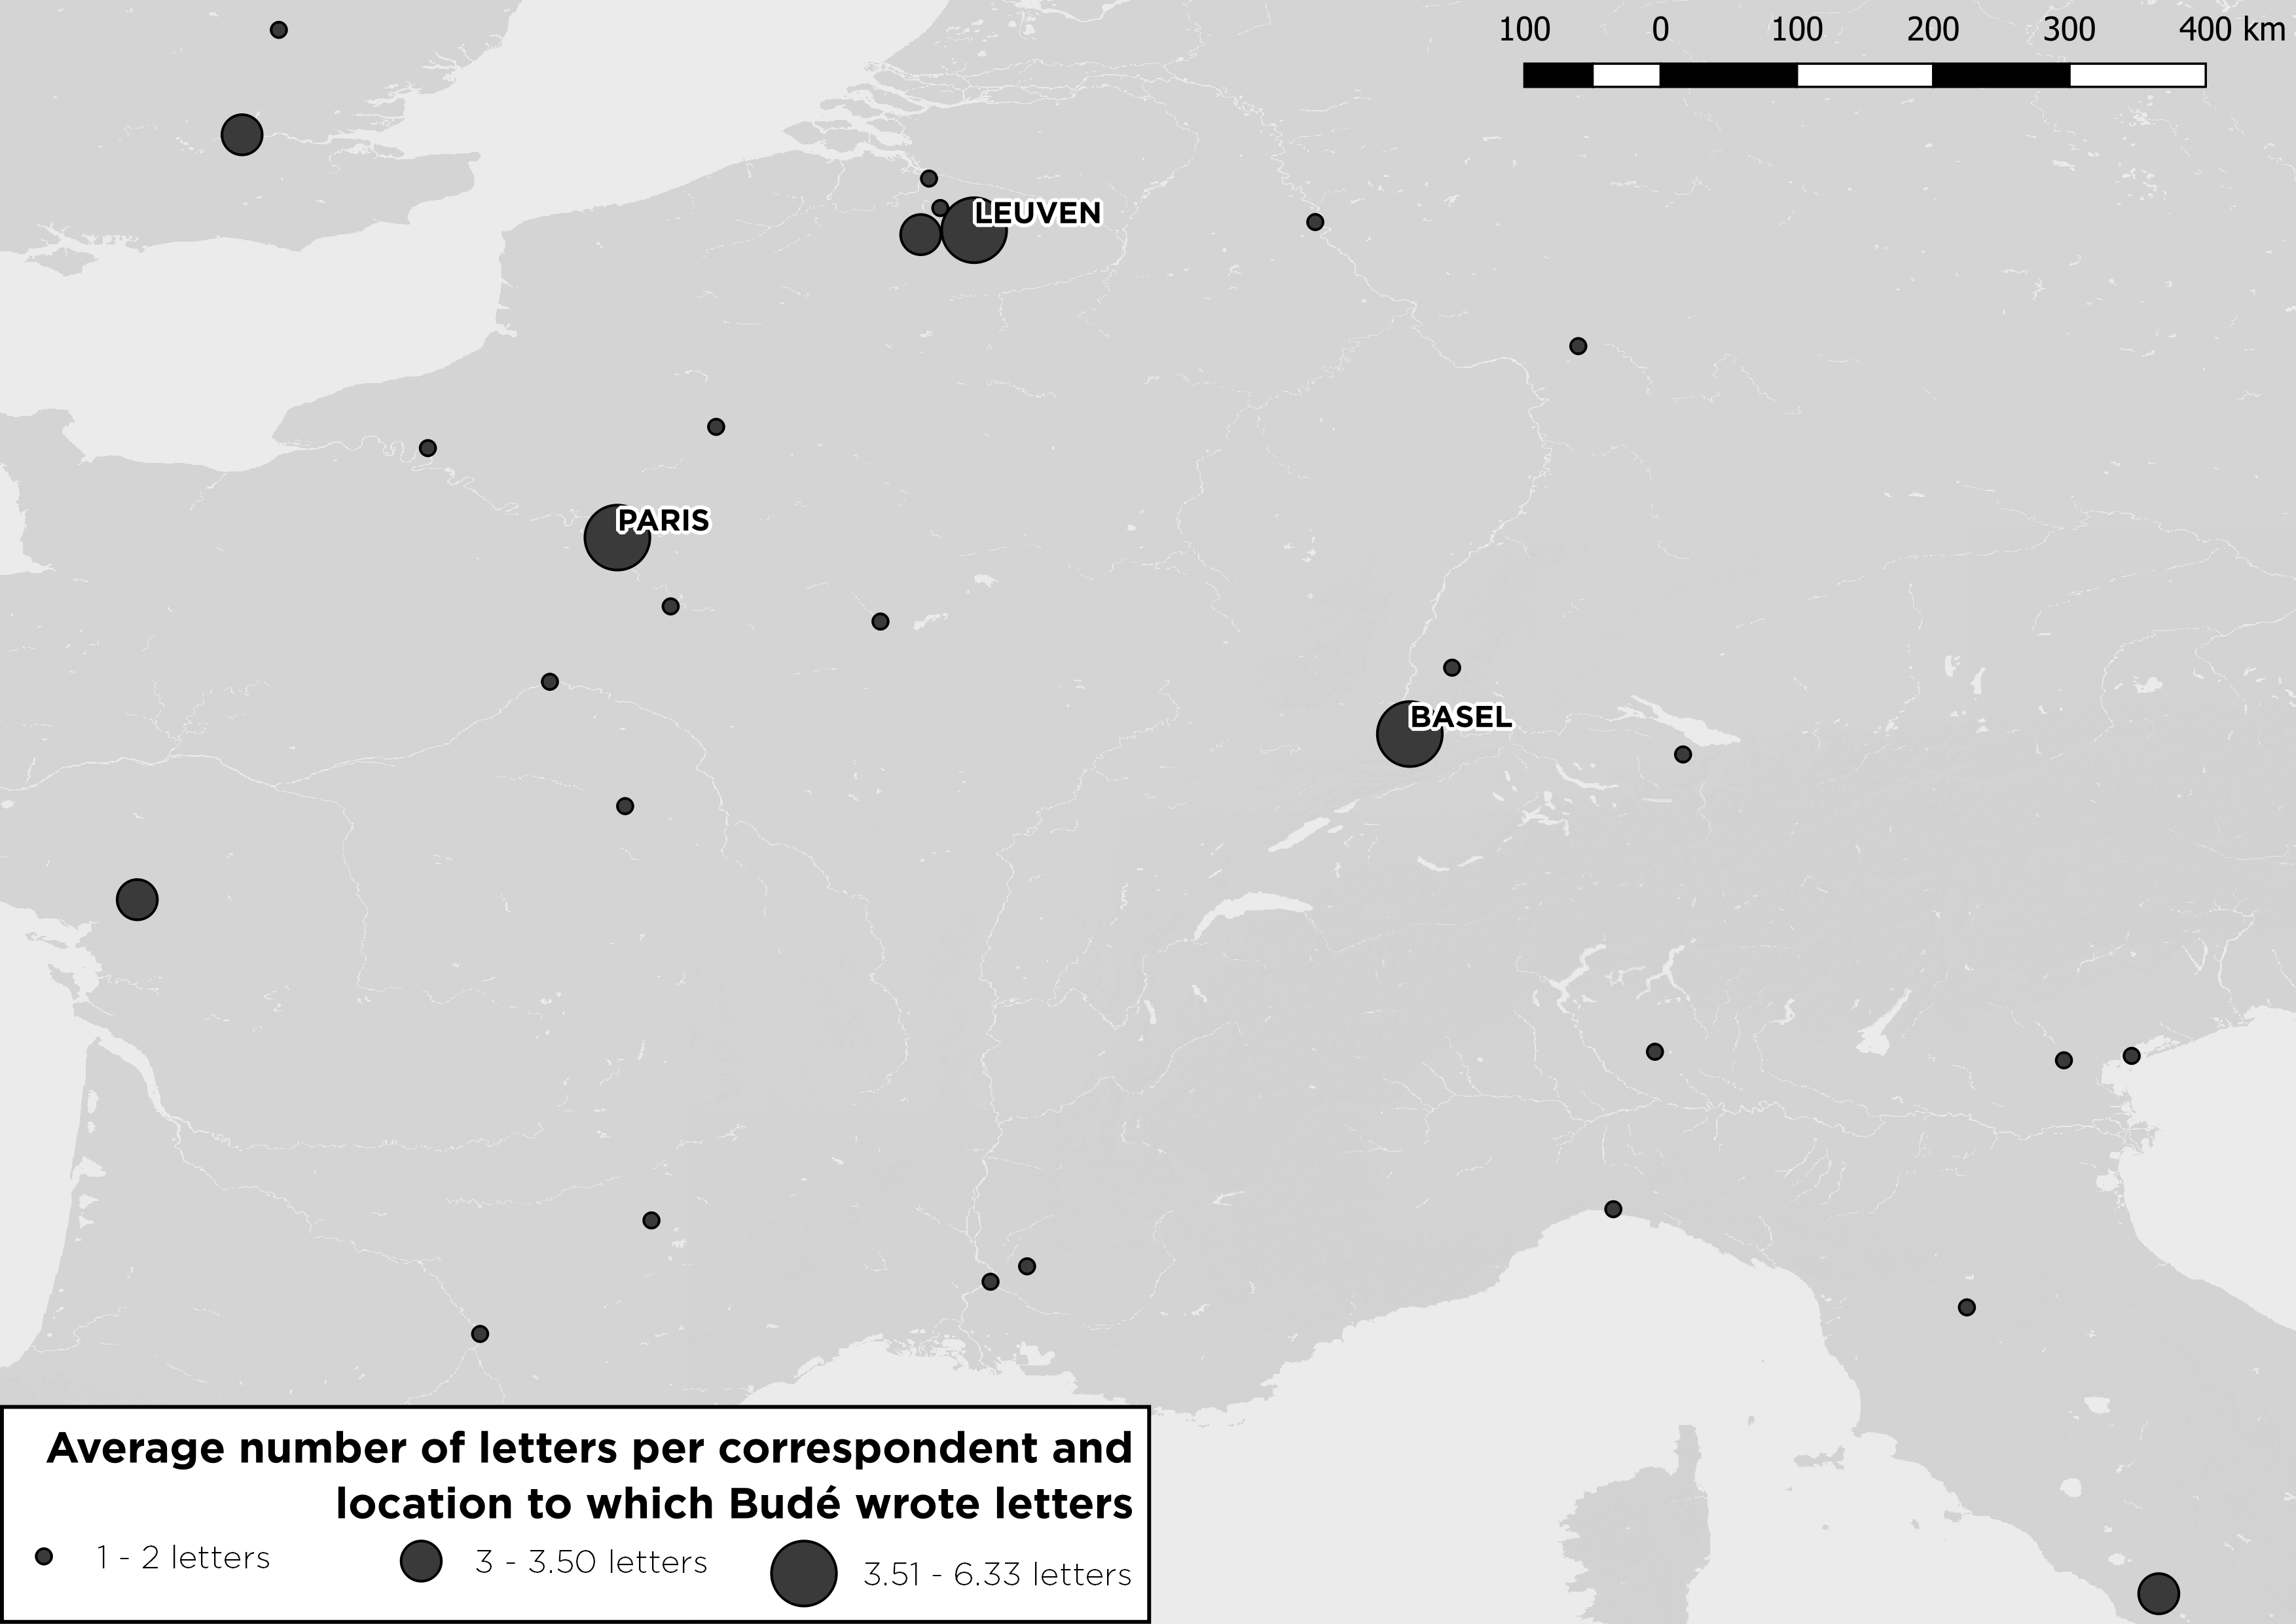 100 0 100 200 300 400 km
LEUVEN
PARIS
BASEL
Average number of letters per correspondent and
location to which Budé wrote letters
1 - 2 letters 3 - 3.50 letters 3.51 - 6.33 letters